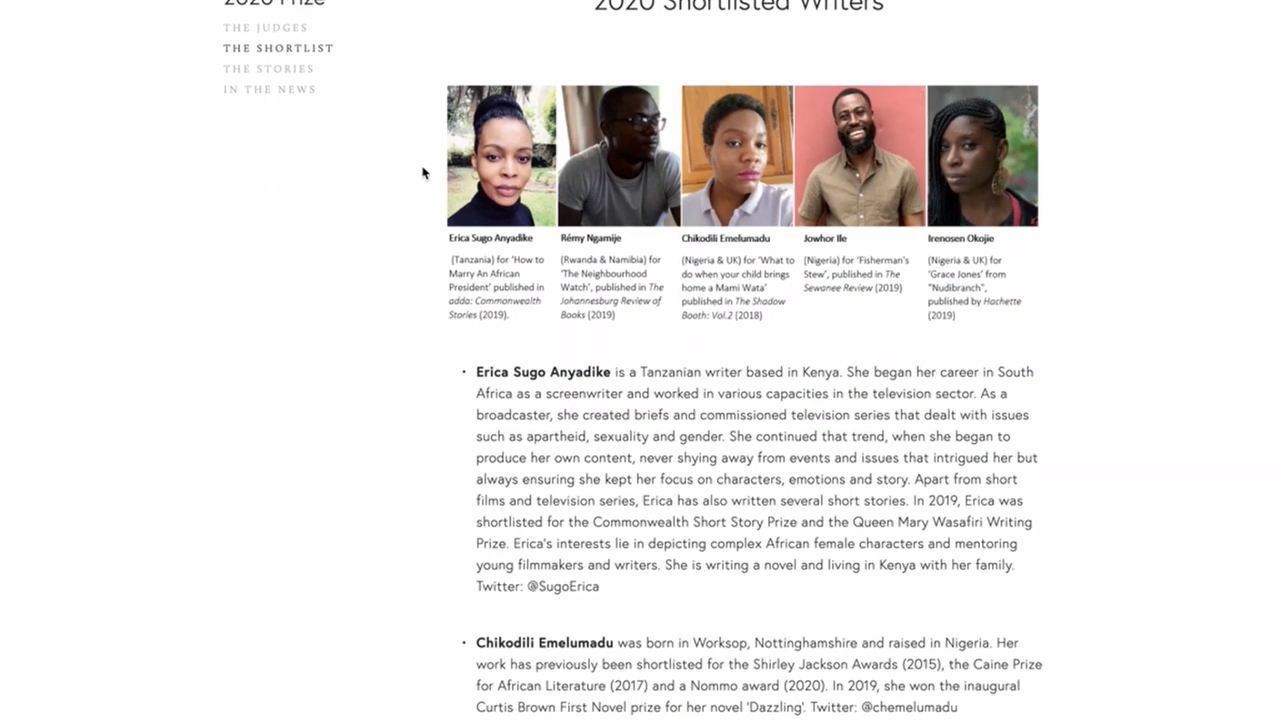 2020 Prize
2020 Shortlisted Writers
THE JUDGES
THE SHORTLIST
THE STORIES
IN THE NEWS
Erica Sugo Anyadike
(Tanzania) for 'How to
Marry An African
President' published in
adda: Commonwealth
Stories (2019).
Rémy Ngamije
(Rwanda & Namibia) for
'The Neighbourhood
Watch', published in The
Johannesburg Review of
Books (2019)
Chikodili Emelumadu
(Nigeria & UK) for 'What to
do when your child brings
home a Mami Wata'
published in The Shadow
Booth: Vol.2 (2018)
Jowhor Ile
(Nigeria) for 'Fisherman's
Stew', published in The
Sewanee Review (2019)
Irenosen Okojie
(Nigeria & UK) for
'Grace Jones' from
"Nudibranch",
published by Hachette
(2019)
• Erica Sugo Anyadike is a Tanzanian writer based in Kenya. She began her career in South
Africa as a screenwriter and worked in various capacities in the television sector. As a
broadcaster, she created briefs and commissioned television series that dealt with issues
such as apartheid, sexuality and gender. She continued that trend, when she began to
produce her own content, never shying away from events and issues that intrigued her but
always ensuring she kept her focus on characters, emotions and story. Apart from short
films and television series, Erica has also written several short stories. In 2019, Erica was
shortlisted for the Commonwealth Short Story Prize and the Queen Mary Wasafiri Writing
Prize. Erica's interests lie in depicting complex African female characters and mentoring
young filmmakers and writers. She is writing a novel and living in Kenya with her family.
Twitter: @SugoErica
• Chikodili Emelumadu was born in Worksop, Nottinghamshire and raised in Nigeria. Her
work has previously been shortlisted for the Shirley Jackson Awards (2015), the Caine Prize
for African Literature (2017) and a Nommo award (2020). In 2019, she won the inaugural
Curtis Brown First Novel prize for her novel 'Dazzling'. Twitter: @chemelumadu